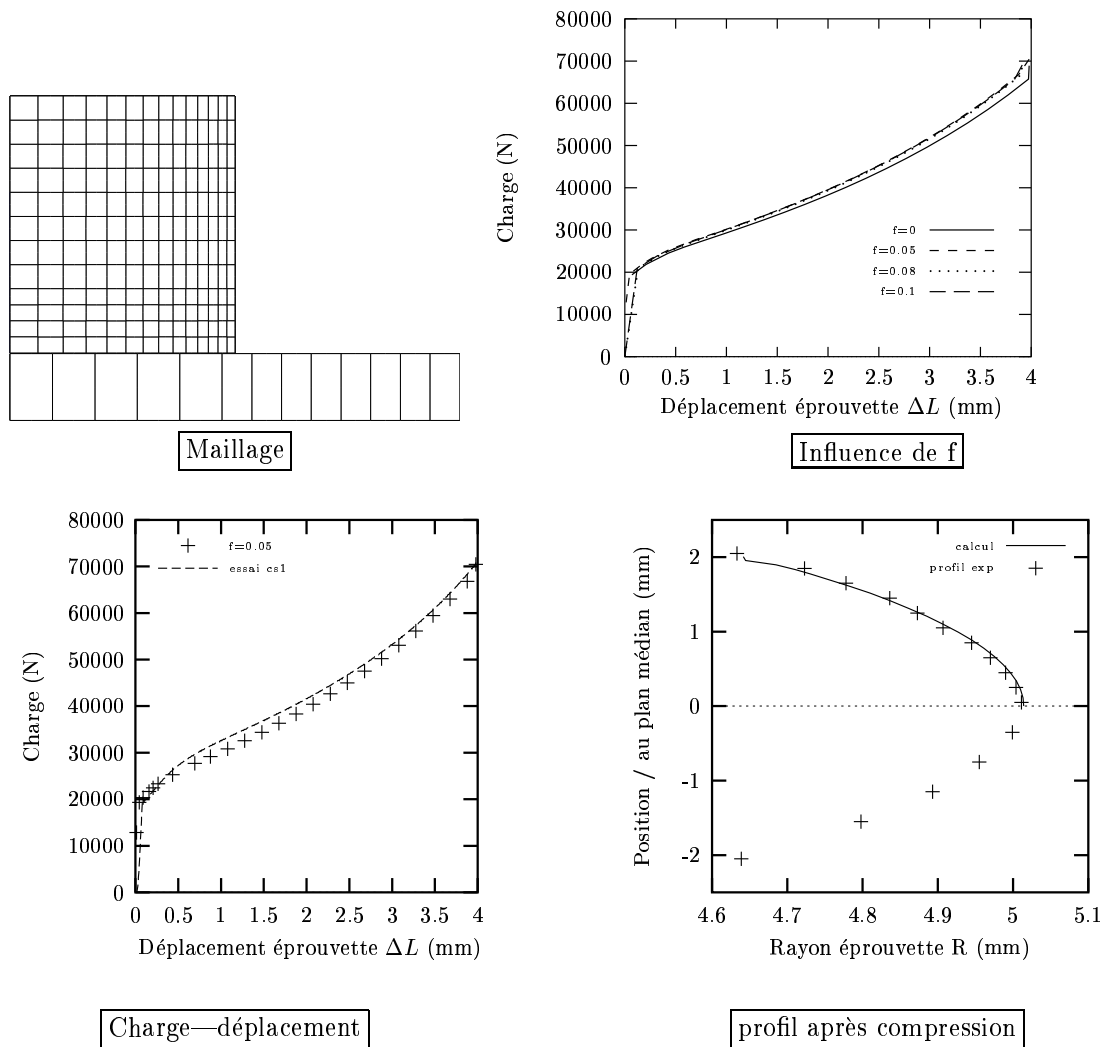 80000
70000
60000
50000
40000
30000
20000
10000
0
Charge (N)
f=0
f=0.05
f=0.08
f=0.1
0 0.5 1 1.5 2 2.5 3 3.5 4
Déplacement éprouvette ΔL (mm)
Maillage
Influence de f
80000
70000
60000
50000
40000
30000
20000
10000
0
Charge (N)
f=0.05
essai cs1
0 0.5 1 1.5 2 2.5 3 3.5 4
Déplacement éprouvette ΔL (mm)
Charge—déplacement
2
1
0
-1
-2
Position / au plan médian (mm)
calcul
profil exp
4.6 4.7 4.8 4.9 5 5.1
Rayon éprouvette R (mm)
profil après compression